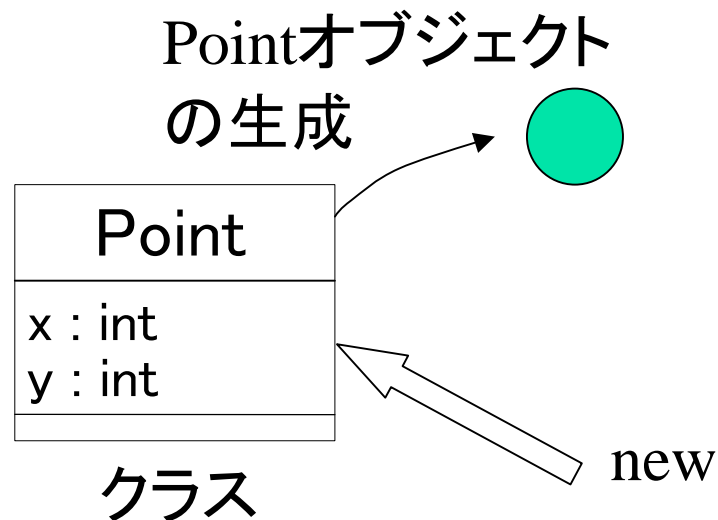 Pointオブジェクト
の生成
Point
x : int
y : int
new
クラス